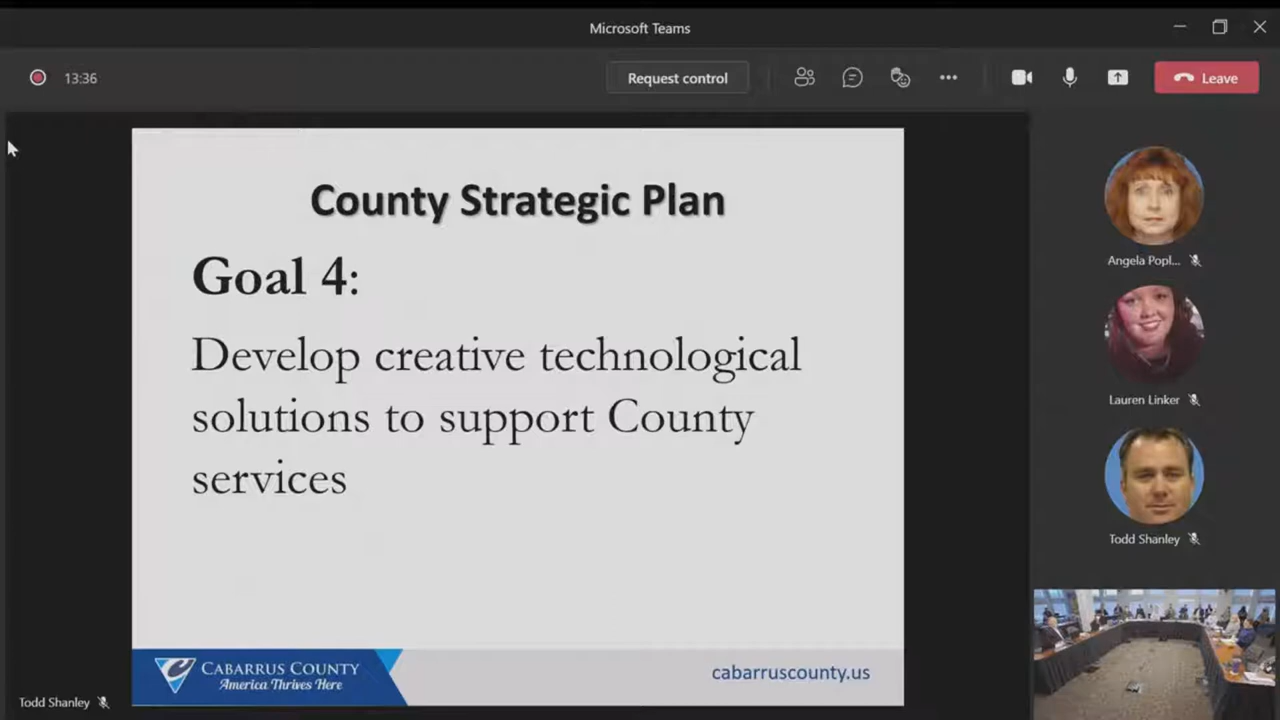 Microsoft Teams
13:36
Request control
Leave
County Strategic Plan
Goal 4:
Develop creative technological
solutions to support County
services
CABARRUS COUNTY
America Thrives Here
cabarruscounty.us
Angela Popl...
Lauren Linker
Todd Shanley
Todd Shanley